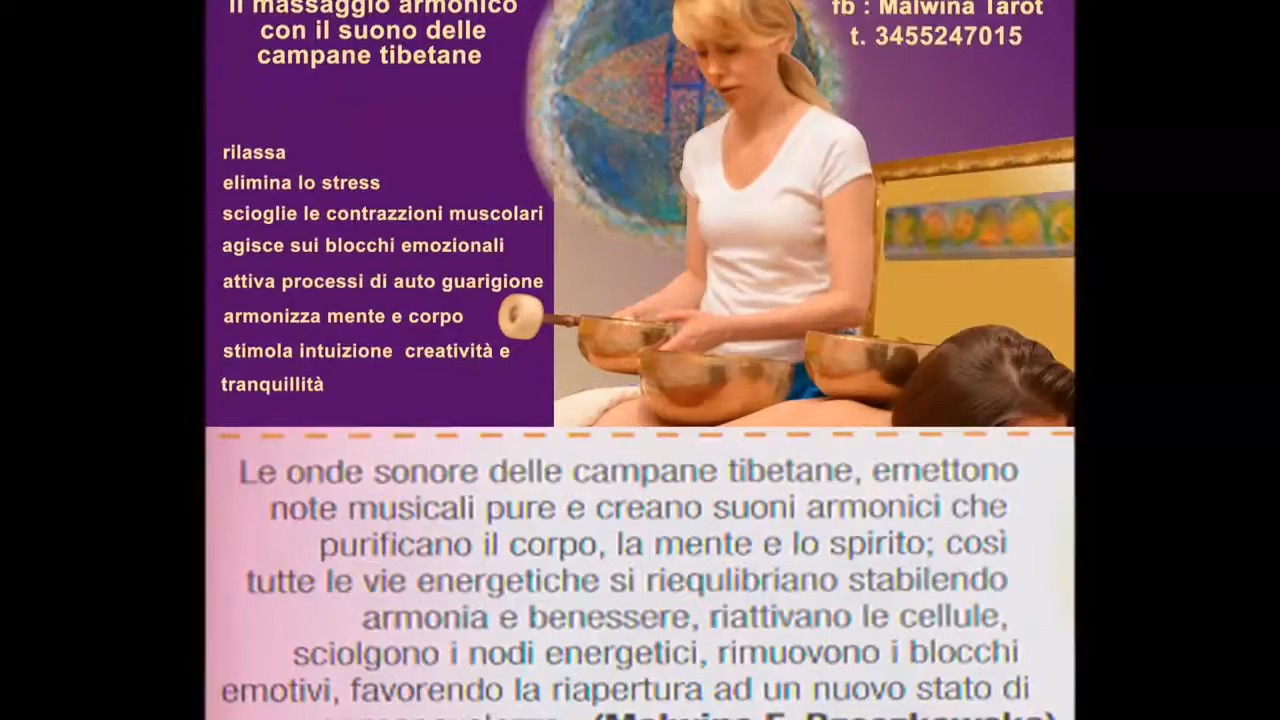 il massaggio armonico
con il suono delle
campane tibetane
fb : Malwina Tarot
t. 3455247015
rilassa
elimina lo stress
scioglie le contrazzioni muscolari
agisce sui blocchi emozionali
attiva processi di auto guarigione
armonizza mente e corpo
stimola intuizione creatività e
tranquillità
Le onde sonore delle campane tibetane, emettono
note musicali pure e creano suoni armonici che
purificano il corpo, la mente e lo spirito; così
tutte le vie energetiche si riequlibriano stabilendo
armonia e benessere, riattivano le cellule,
sciolgono i nodi energetici, rimuovono i blocchi
emotivi, favorendo la riapertura ad un nuovo stato di